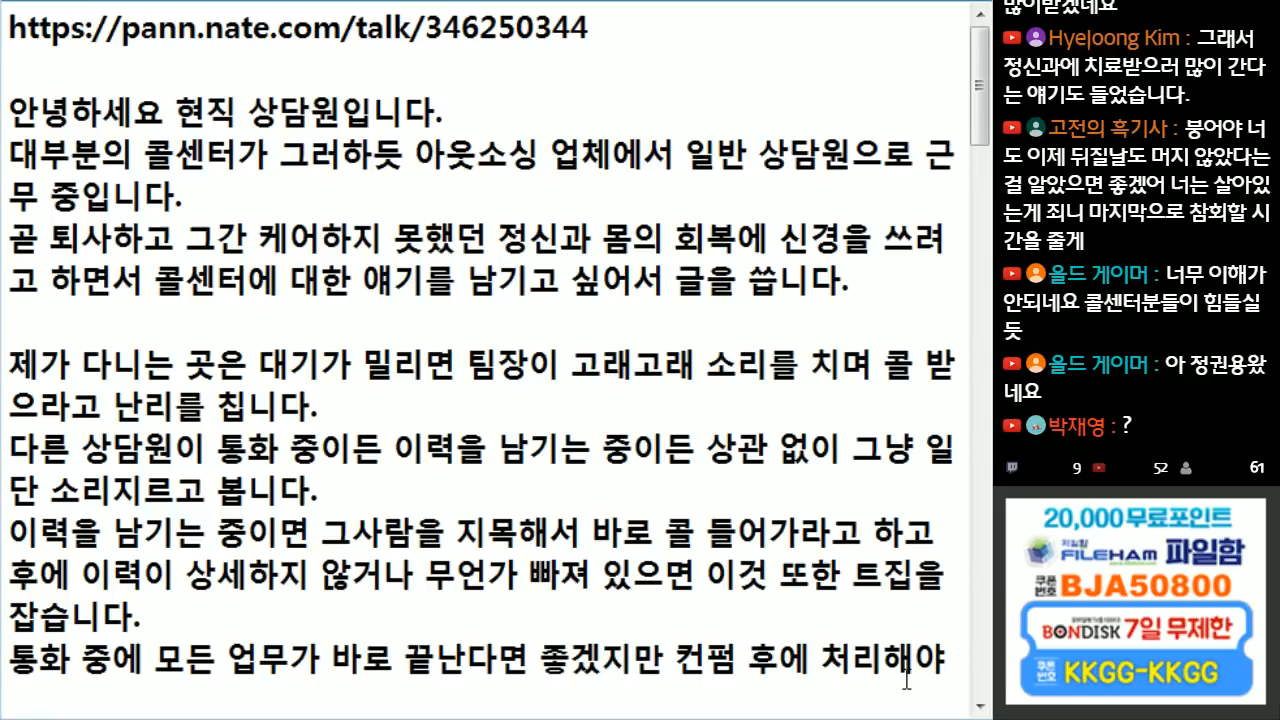 https://pann.nate.com/talk/346250344
안녕하세요 현직 상담원입니다.
대부분의 콜센터가 그러하듯 아웃소싱 업체에서 일반 상담원으로 근
무 중입니다.
곧 퇴사하고 그간 케어하지 못했던 정신과 몸의 회복에 신경을 쓰려
고 하면서 콜센터에 대한 얘기를 남기고 싶어서 글을 씁니다.
제가 다니는 곳은 대기가 밀리면 팀장이 고래고래 소리를 치며 콜 받
으라고 난리를 칩니다.
다른 상담원이 통화 중이든 이력을 남기는 중이든 상관 없이 그냥 일
단 소리지르고 봅니다.
이력을 남기는 중이면 그사람을 지목해서 바로 콜 들어가라고 하고
후에 이력이 상세하지 않거나 무언가 빠져 있으면 이것 또한 트집을
잡습니다.
통화 중에 모든 업무가 바로 끝난다면 좋겠지만 컨펌 후에 처리해야
많이받겠네요
HyeJoong Kim : 그래서
정신과에 치료받으러 많이 간다
는 얘기도 들었습니다.
고전의 흑기사 : 붕어야 너
도 이제 뒤질날도 머지 않았다는
걸 알았으면 좋겠어 너는 살아있
는게 죄니 마지막으로 참회할 시
간을 줄게
올드 게이머 : 너무 이해가
안되네요 콜센터분들이 힘들실
듯
올드 게이머 : 아 정권용왔
네요
박재영 : ?
9 52 61
20,000무료포인트
파일함 FILEHAM 파일함
쿠폰번호 BJA50800
BONDISK 7일 무제한
쿠폰번호 KKGG-KKGG